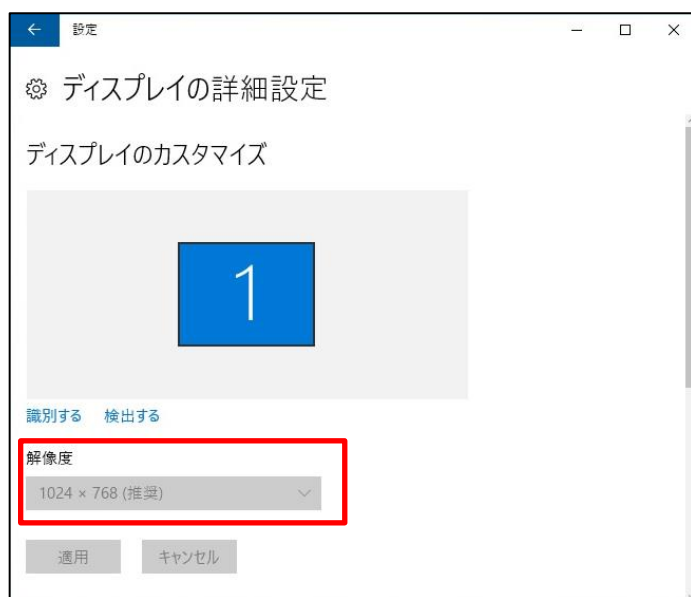 設定
ディスプレイの詳細設定
ディスプレイのカスタマイズ
1
識別する 検出する
解像度
1024 × 768 (推奨)
適用 キャンセル